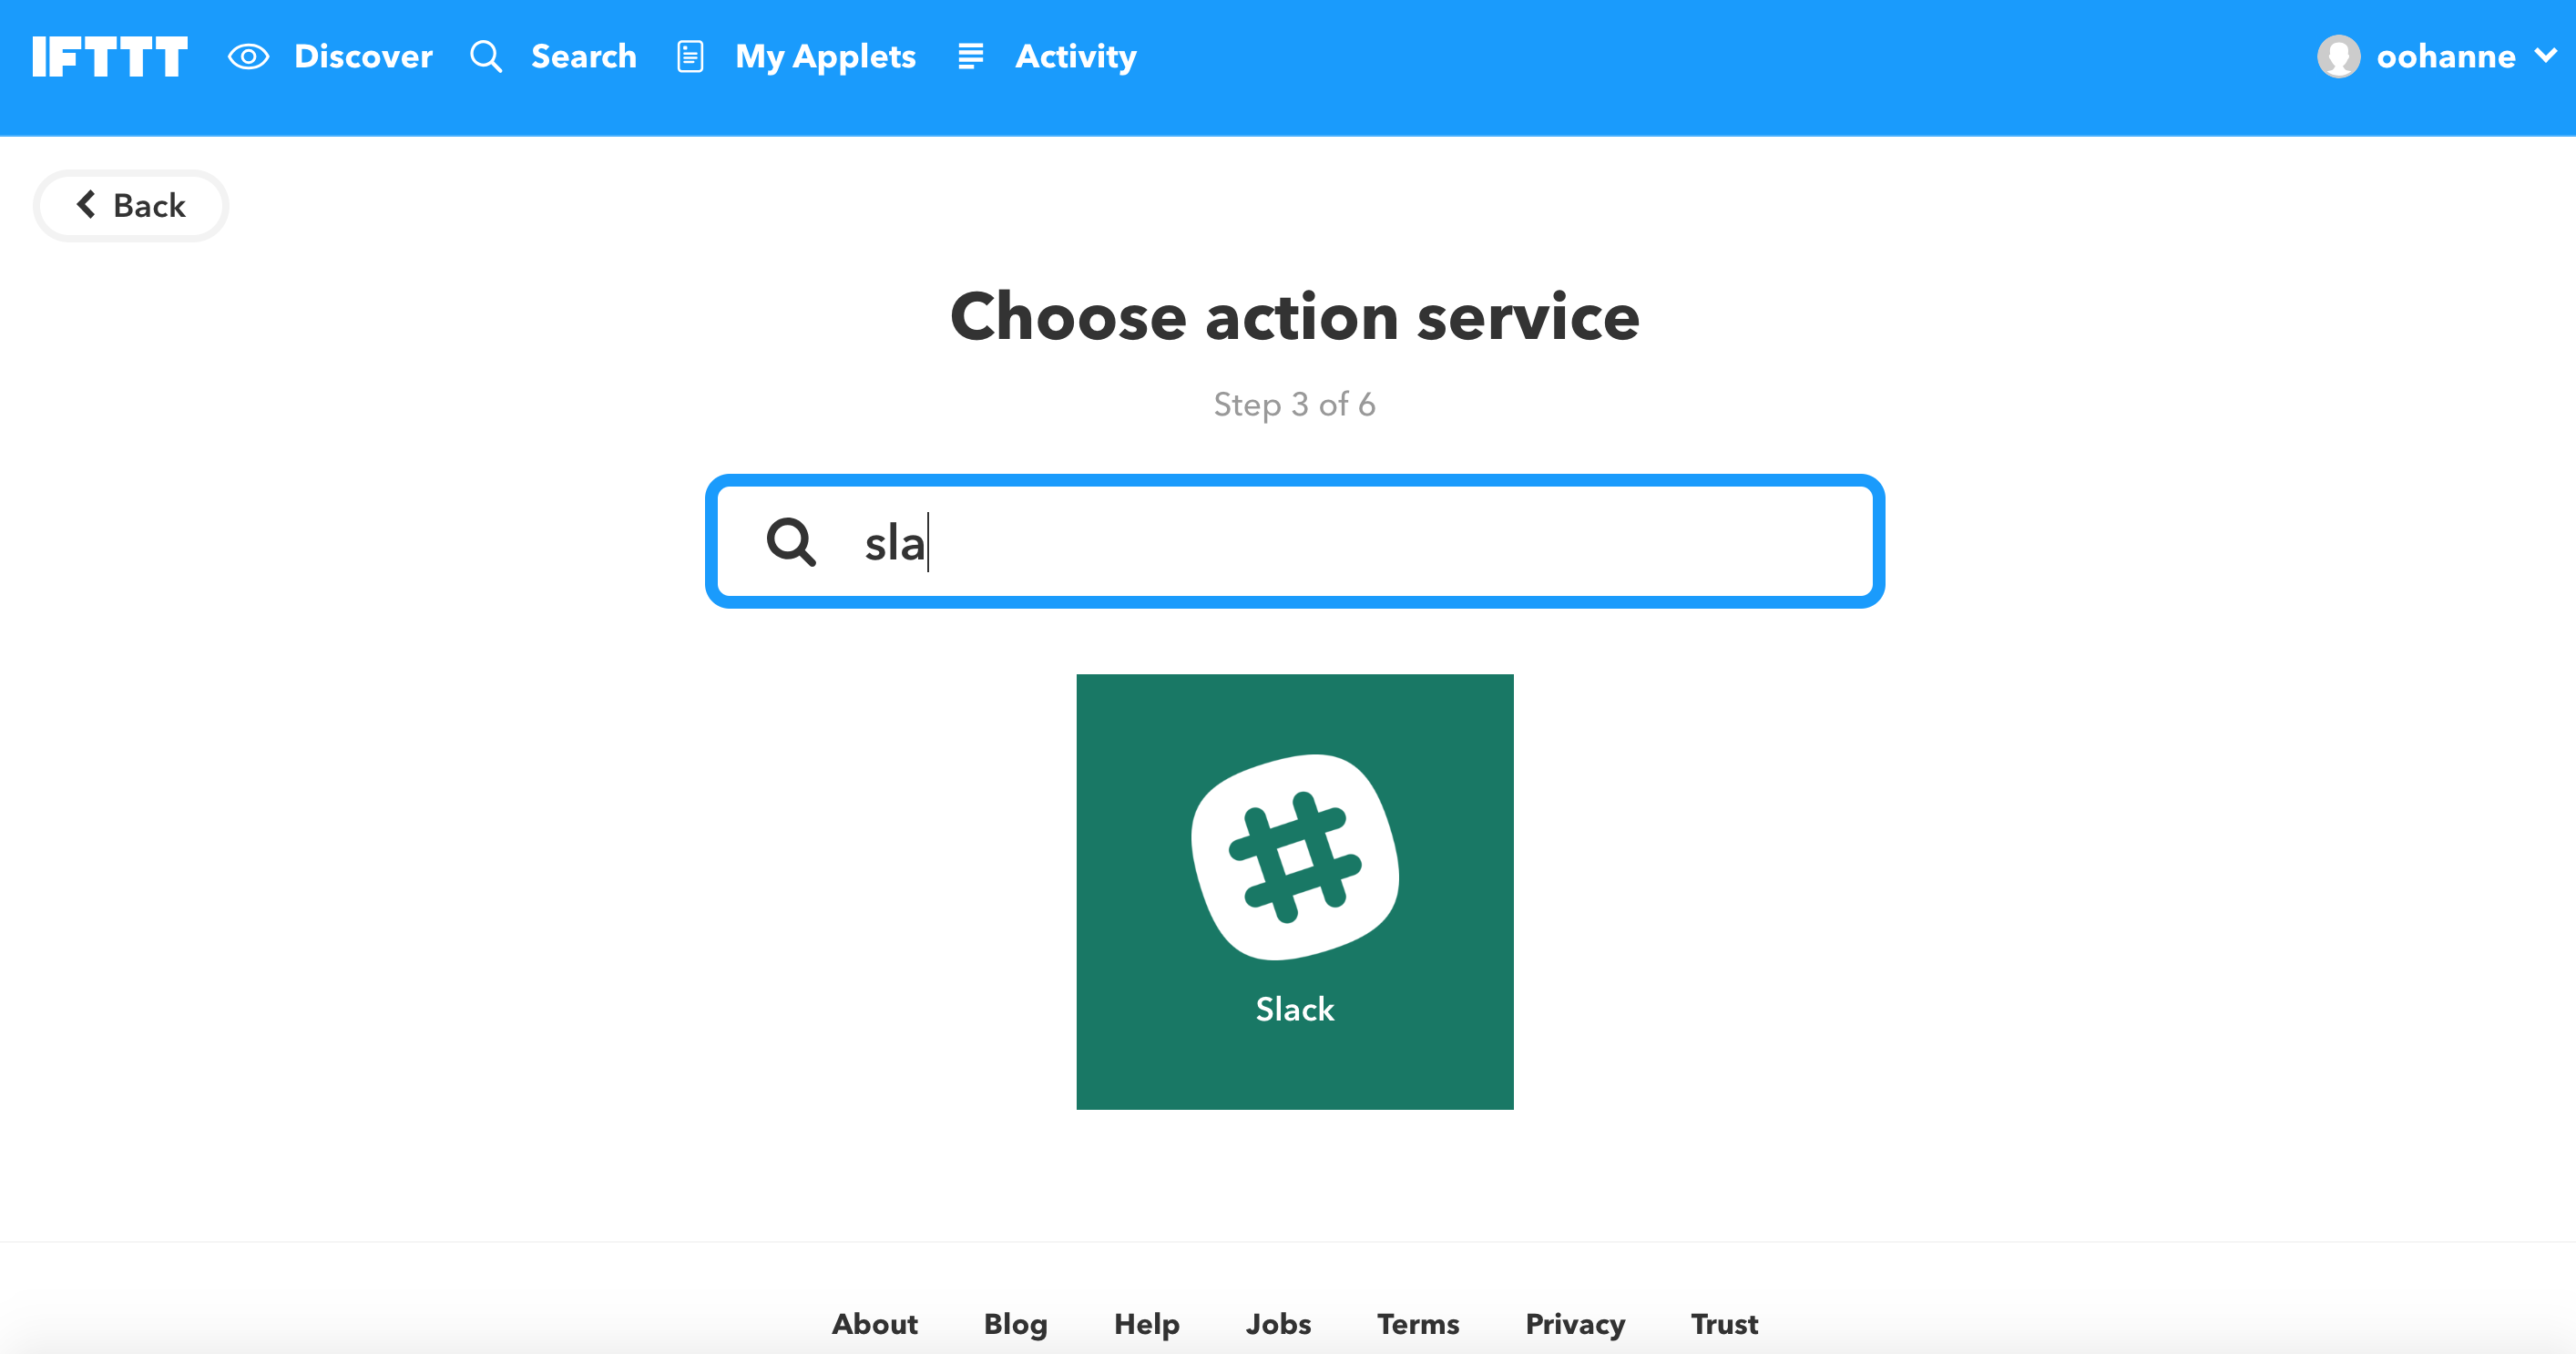 IFTTT Discover Search My Applets Activity oohanne
Back
Choose action service
Step 3 of 6
sla
Slack
About Blog Help Jobs Terms Privacy Trust